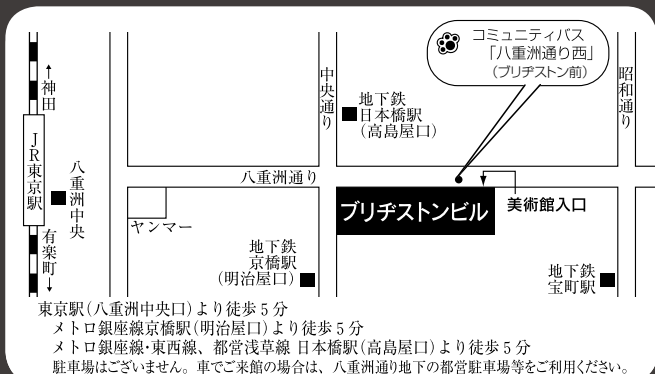 コミュニティバス
「八重洲通り西」
(ブリヂストン前)
↑神田
JR東京駅
有楽町↓
八重洲中央
中央通り
昭和通り
地下鉄
日本橋駅
(高島屋口)
八重洲通り
ヤンマー
ブリヂストンビル
美術館入口
地下鉄
京橋駅
(明治屋口)
地下鉄
宝町駅
東京駅(八重洲中央口)より徒歩5分
メトロ銀座線京橋駅(明治屋口)より徒歩5分
メトロ銀座線・東西線、都営浅草線 日本橋駅(高島屋口)より徒歩5分
駐車場はございません。車でご来館の場合は、八重洲通り地下の都営駐車場等をご利用ください。